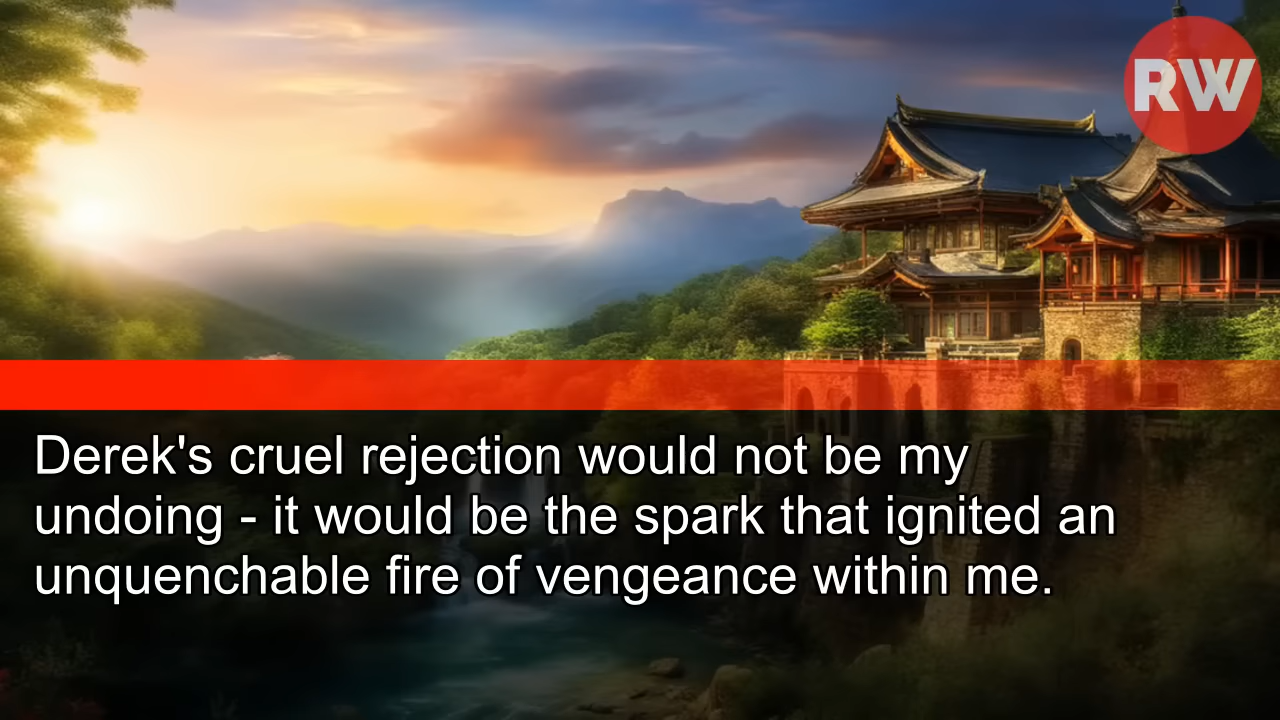 RW
Derek's cruel rejection would not be my
undoing - it would be the spark that ignited an
unquenchable fire of vengeance within me.